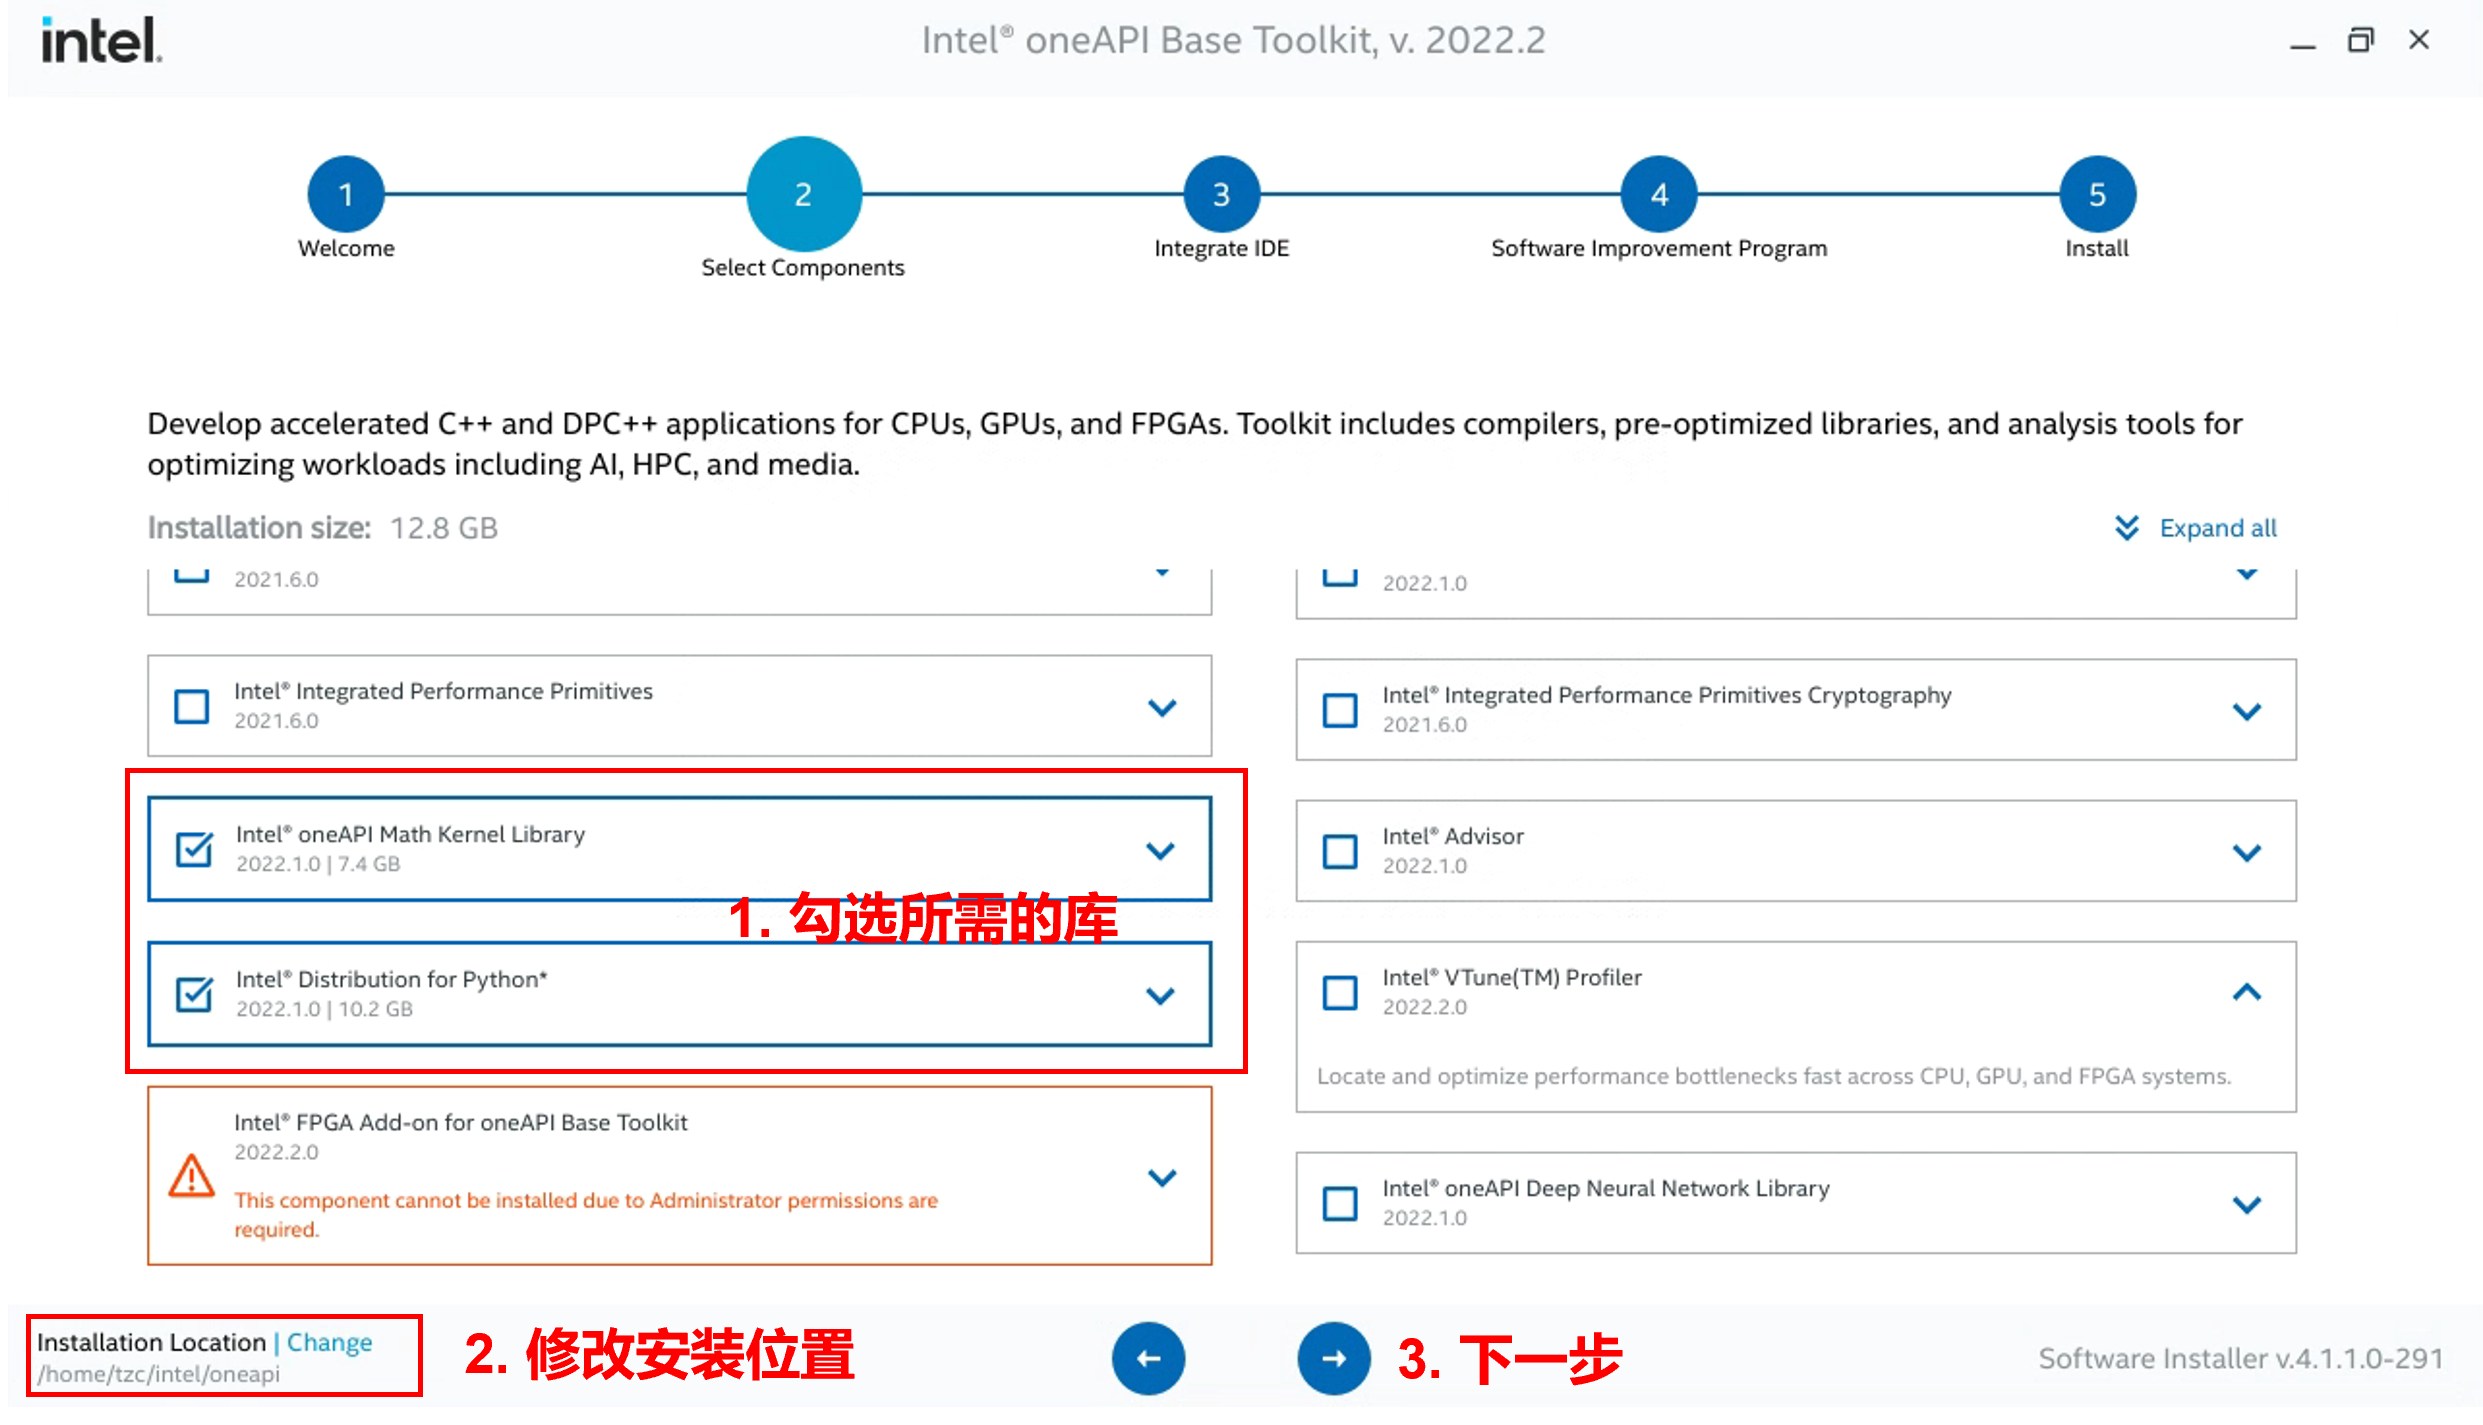 intel.
Intel® oneAPI Base Toolkit, v. 2022.2
1
2
3
4
5
Welcome
Select Components
Integrate IDE
Software Improvement Program
Install
Develop accelerated C++ and DPC++ applications for CPUs, GPUs, and FPGAs. Toolkit includes compilers, pre-optimized libraries, and analysis tools for
optimizing workloads including AI, HPC, and media.
Installation size: 12.8 GB
Expand all
2021.6.0
2022.1.0
Intel® Integrated Performance Primitives
2021.6.0
Intel® Integrated Performance Primitives Cryptography
2021.6.0
Intel® oneAPI Math Kernel Library
2022.1.0 | 7.4 GB
Intel® Advisor
2022.1.0
1. 勾选所需的库
Intel® Distribution for Python*
2022.1.0 | 10.2 GB
Intel® VTune(TM) Profiler
2022.2.0
Locate and optimize performance bottlenecks fast across CPU, GPU, and FPGA systems.
Intel® FPGA Add-on for oneAPI Base Toolkit
2022.2.0
This component cannot be installed due to Administrator permissions are
required.
Intel® oneAPI Deep Neural Network Library
2022.1.0
Installation Location | Change
/home/tzc/intel/oneapi
2. 修改安装位置
3. 下一步
Software Installer v.4.1.1.0-291